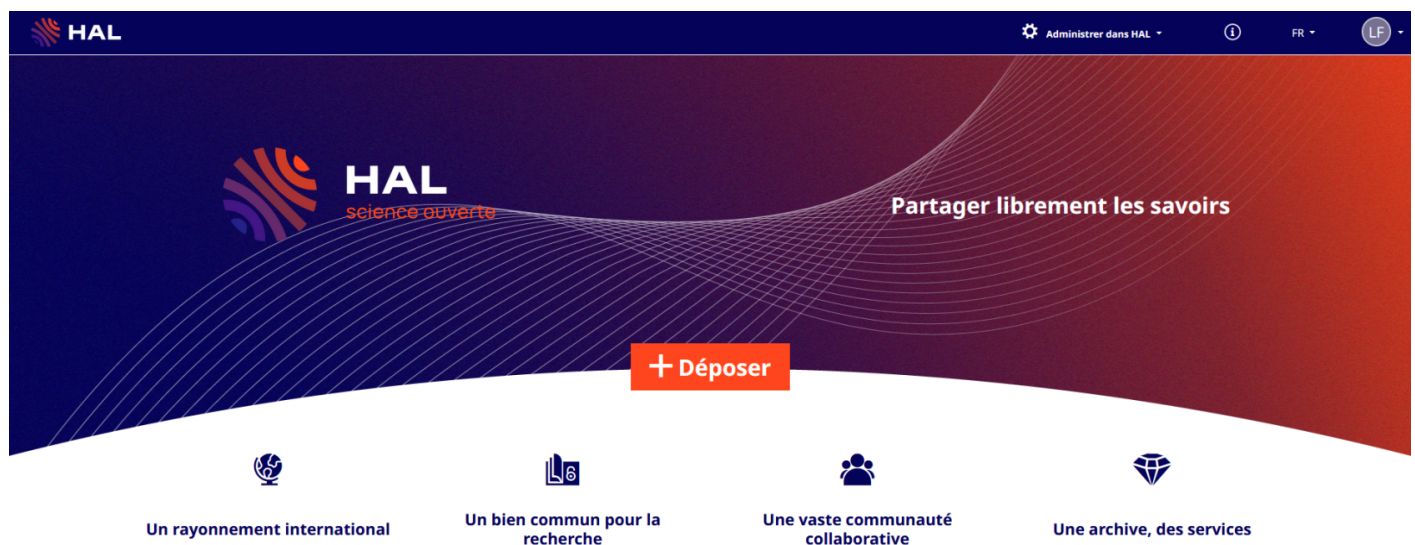 HAL
Administrer dans HAL
FR
LF
HAL
science ouverte
Partager librement les savoirs
+ Déposer
Un rayonnement international
Un bien commun pour la
recherche
Une vaste communauté
collaborative
Une archive, des services